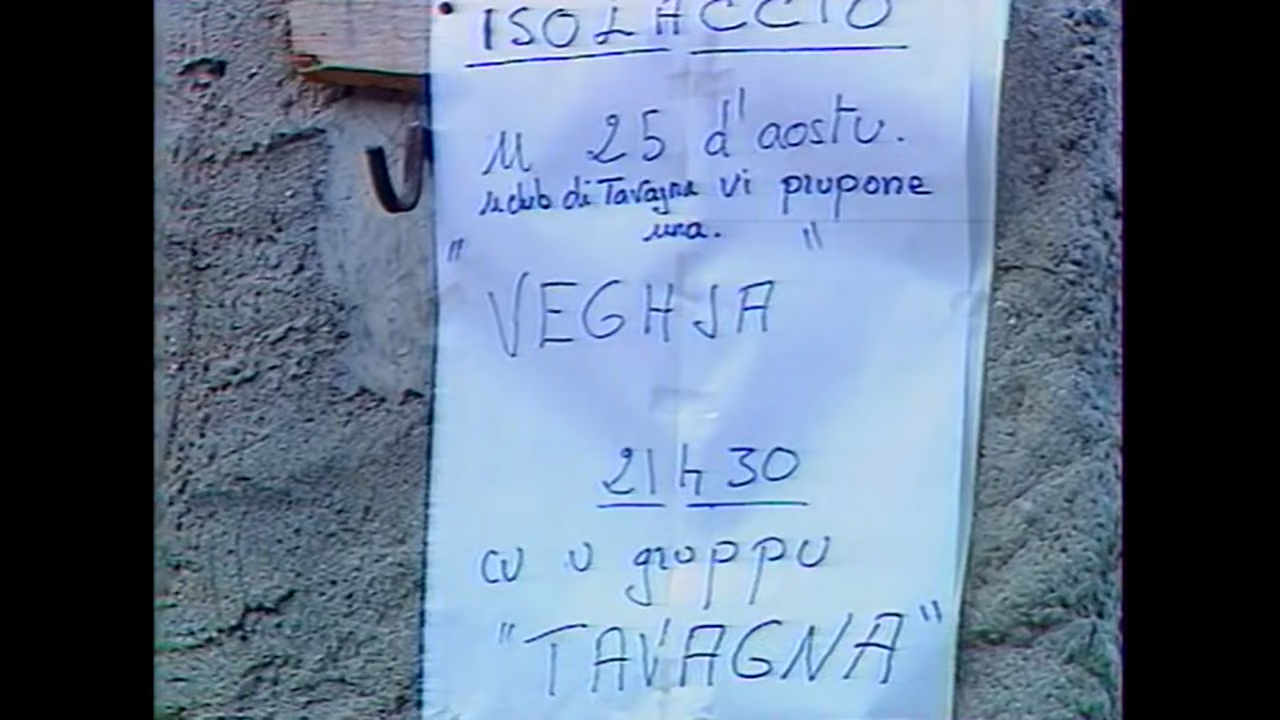 ISOLACCIO
U 25 d'aostu.
u club di Tavagna vi prupone
una.
" VEGHJA "
21h30
cu u gruppu
"TAVAGNA"